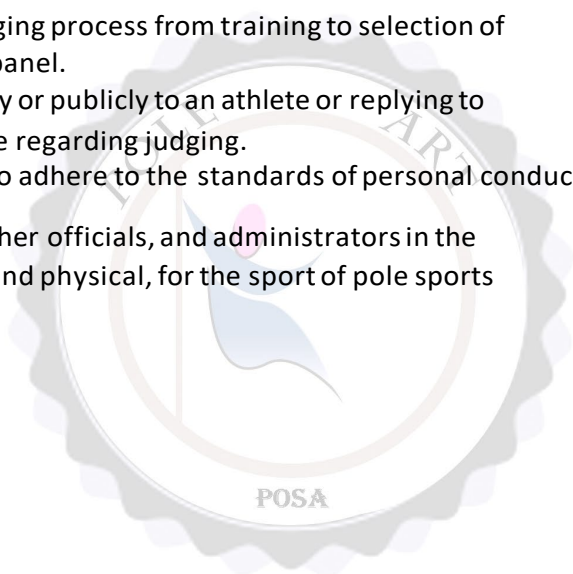 ging process from training to selection of
panel.
y or publicly to an athlete or replying to
e regarding judging.
o adhere to the standards of personal conduc
her officials, and administrators in the
nd physical, for the sport of pole sports
POLE ART
POSA